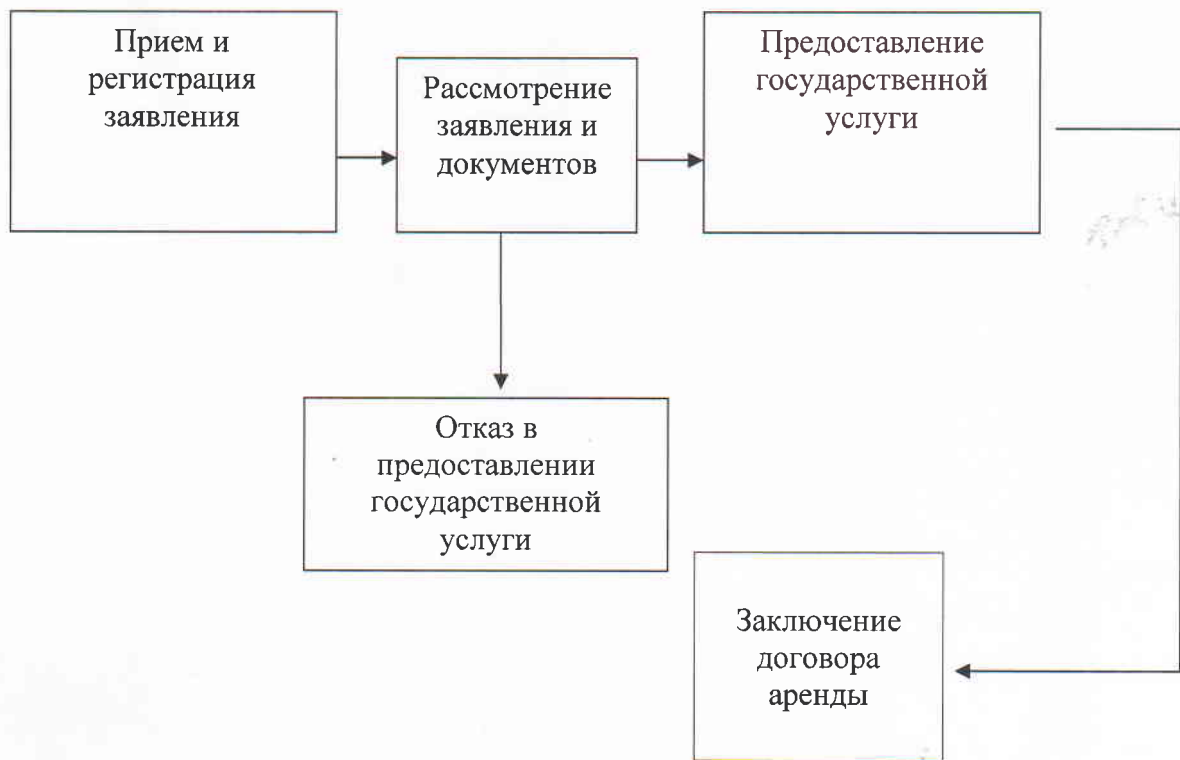 Прием и
регистрация
заявления
Рассмотрение
заявления и
документов
Предоставление
государственной
услуги
Отказ в
предоставлении
государственной
услуги
Заключение
договора
аренды